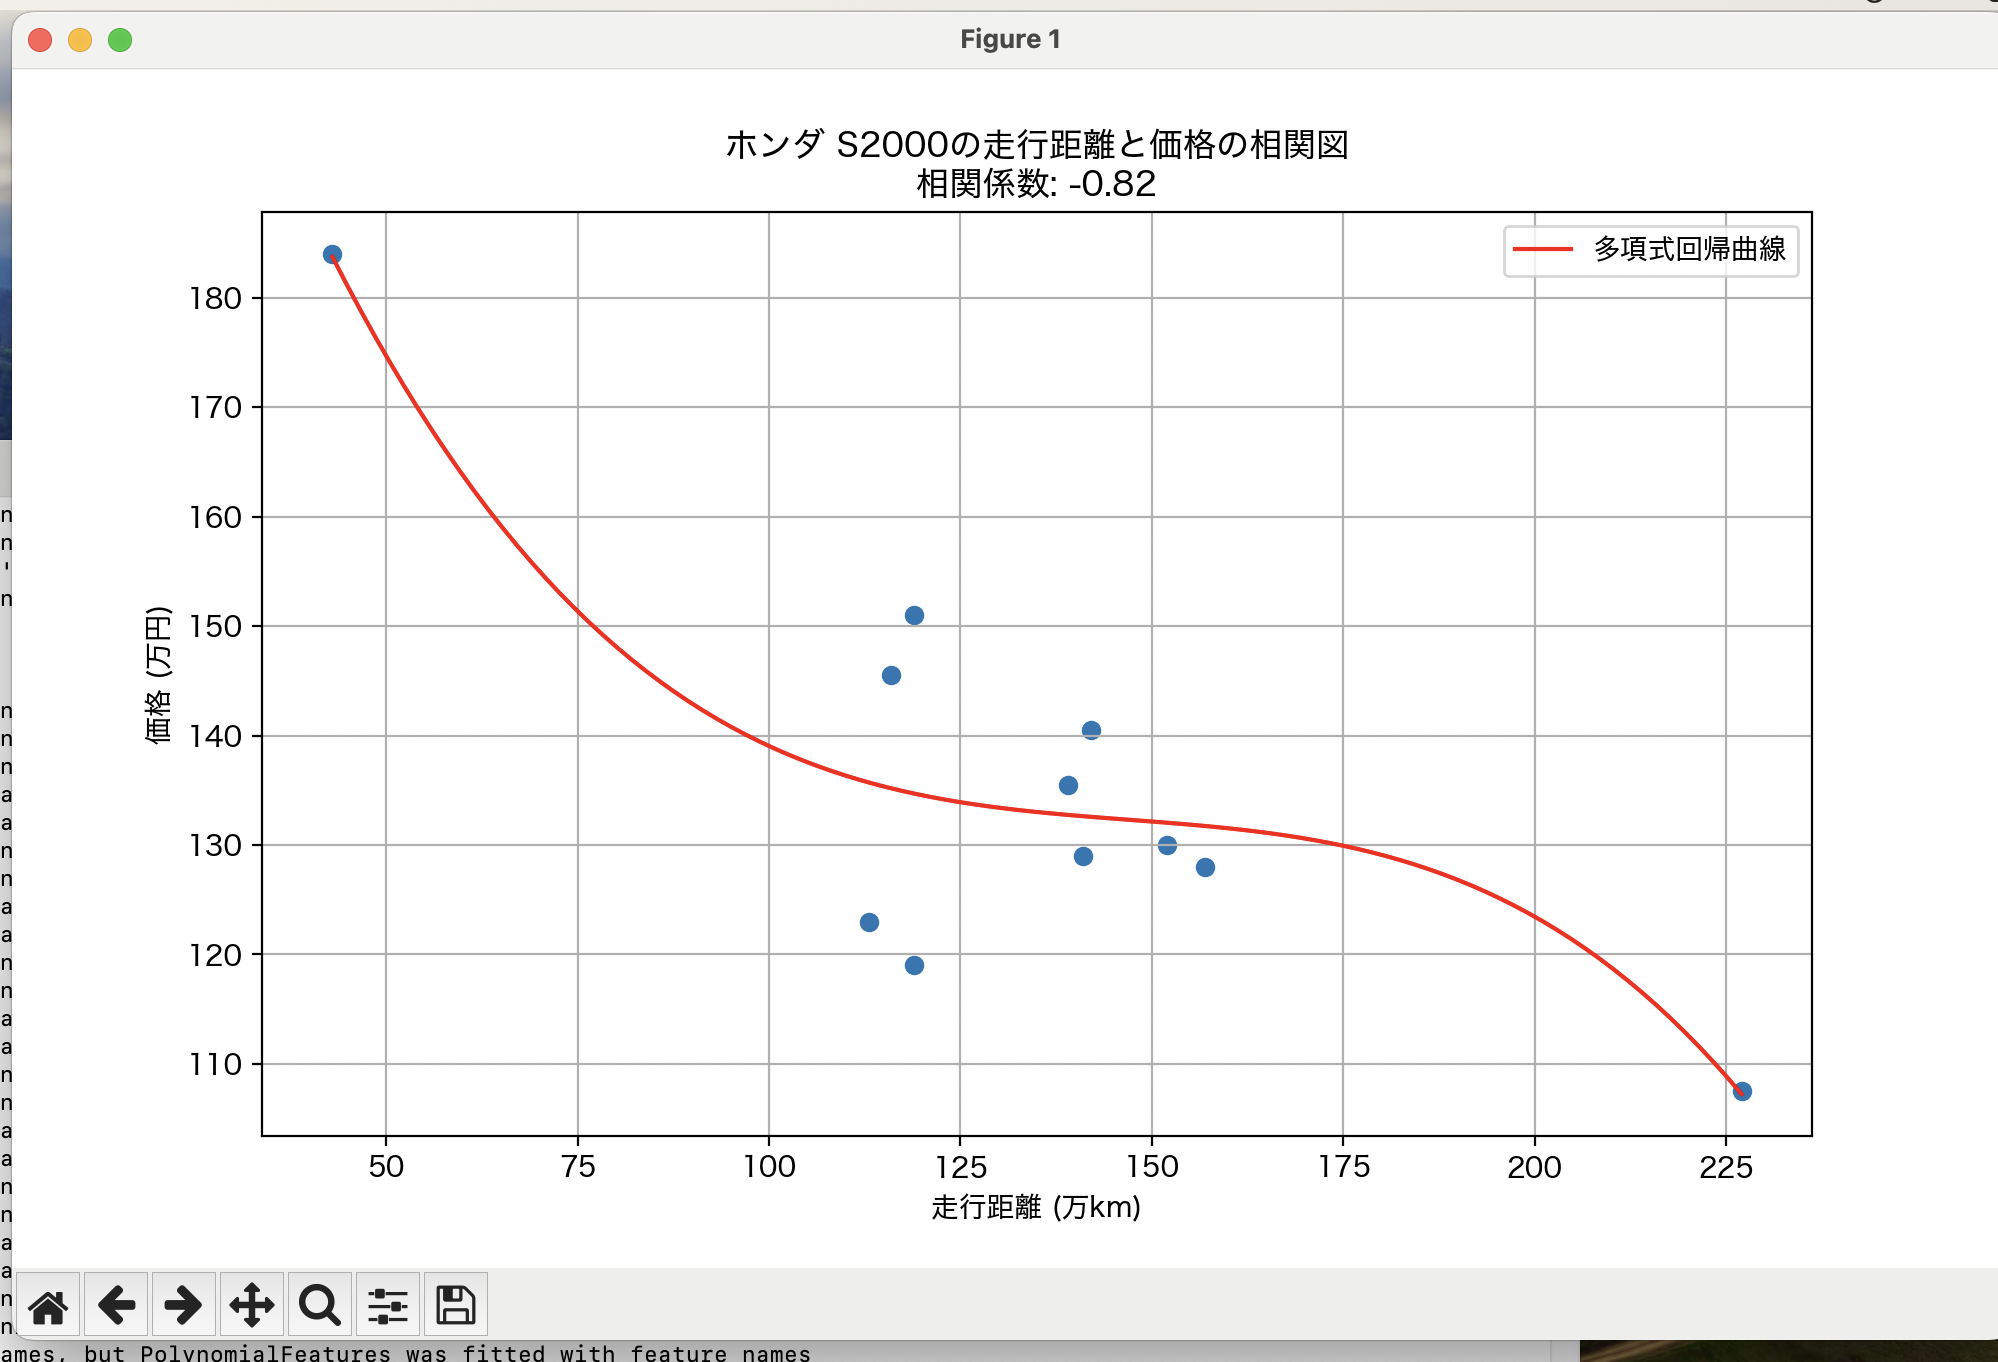 Figure 1
ホンダ S2000の走行距離と価格の相関図
相関係数: -0.82
多項式回帰曲線
180
170
160
150
140
130
120
110
価格 (万円)
50 75 100 125 150 175 200 225
走行距離 (万km)
ames, but PolynomialFeatures was fitted with feature names